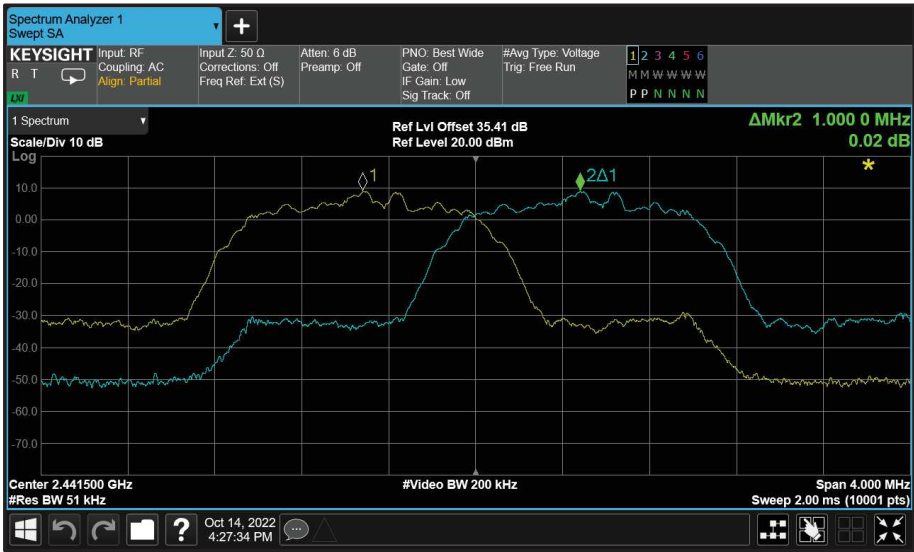 Spectrum Analyzer 1
Swept SA
+
KEYSIGHT
R T
LXI
Input: RF
Coupling: AC
Align: Partial
Input Z: 50 Ω
Corrections: Off
Freq Ref: Ext (S)
Atten: 6 dB
Preamp: Off
PNO: Best Wide
Gate: Off
IF Gain: Low
Sig Track: Off
#Avg Type: Voltage
Trig: Free Run
1 2 3 4 5 6
M M W W W W
P P N N N N
1 Spectrum
Scale/Div 10 dB
Ref Lvl Offset 35.41 dB
Ref Level 20.00 dBm
ΔMkr2 1.000 0 MHz
0.02 dB
Log
*
1
2Δ1
10.0
0.00
-10.0
-20.0
-30.0
-40.0
-50.0
-60.0
-70.0
Center 2.441500 GHz
#Video BW 200 kHz
Span 4.000 MHz
#Res BW 51 kHz
Sweep 2.00 ms (10001 pts)
?
Oct 14, 2022
4:27:34 PM